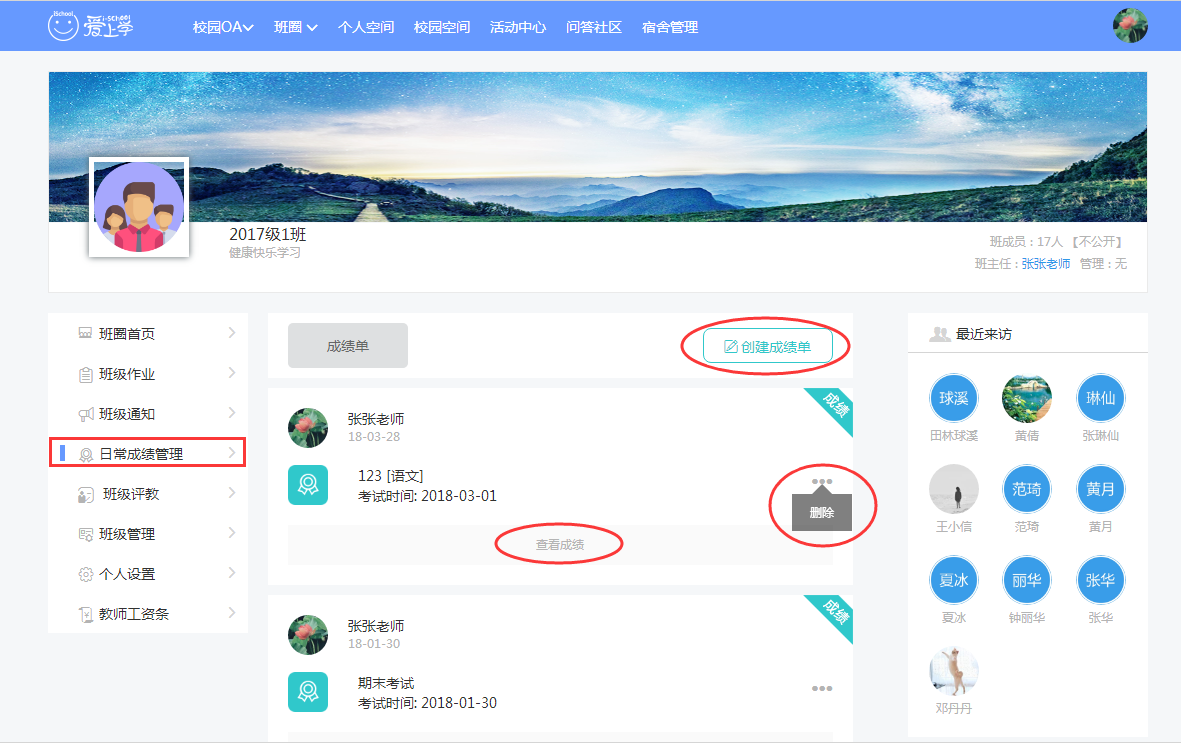 iSchool
爱上学
i-SCHOOL
校园OA 班圈 个人空间 校园空间 活动中心 问答社区 宿舍管理
2017级1班
健康快乐学习
班成员：17人 【不公开】
班主任：张张老师 管理：无
班圈首页
班级作业
班级通知
日常成绩管理
班级评教
班级管理
个人设置
教师工资条
成绩单
创建成绩单
成绩
张张老师
18-03-28
123 [语文]
考试时间: 2018-03-01
删除
查看成绩
成绩
张张老师
18-01-30
期末考试
考试时间: 2018-01-30
最近来访
球溪 琳仙
田林球溪 黄倩 张琳仙
范琦 黄月
王小信 范琦 黄月
夏冰 丽华 张华
夏冰 钟丽华 张华
邓丹丹